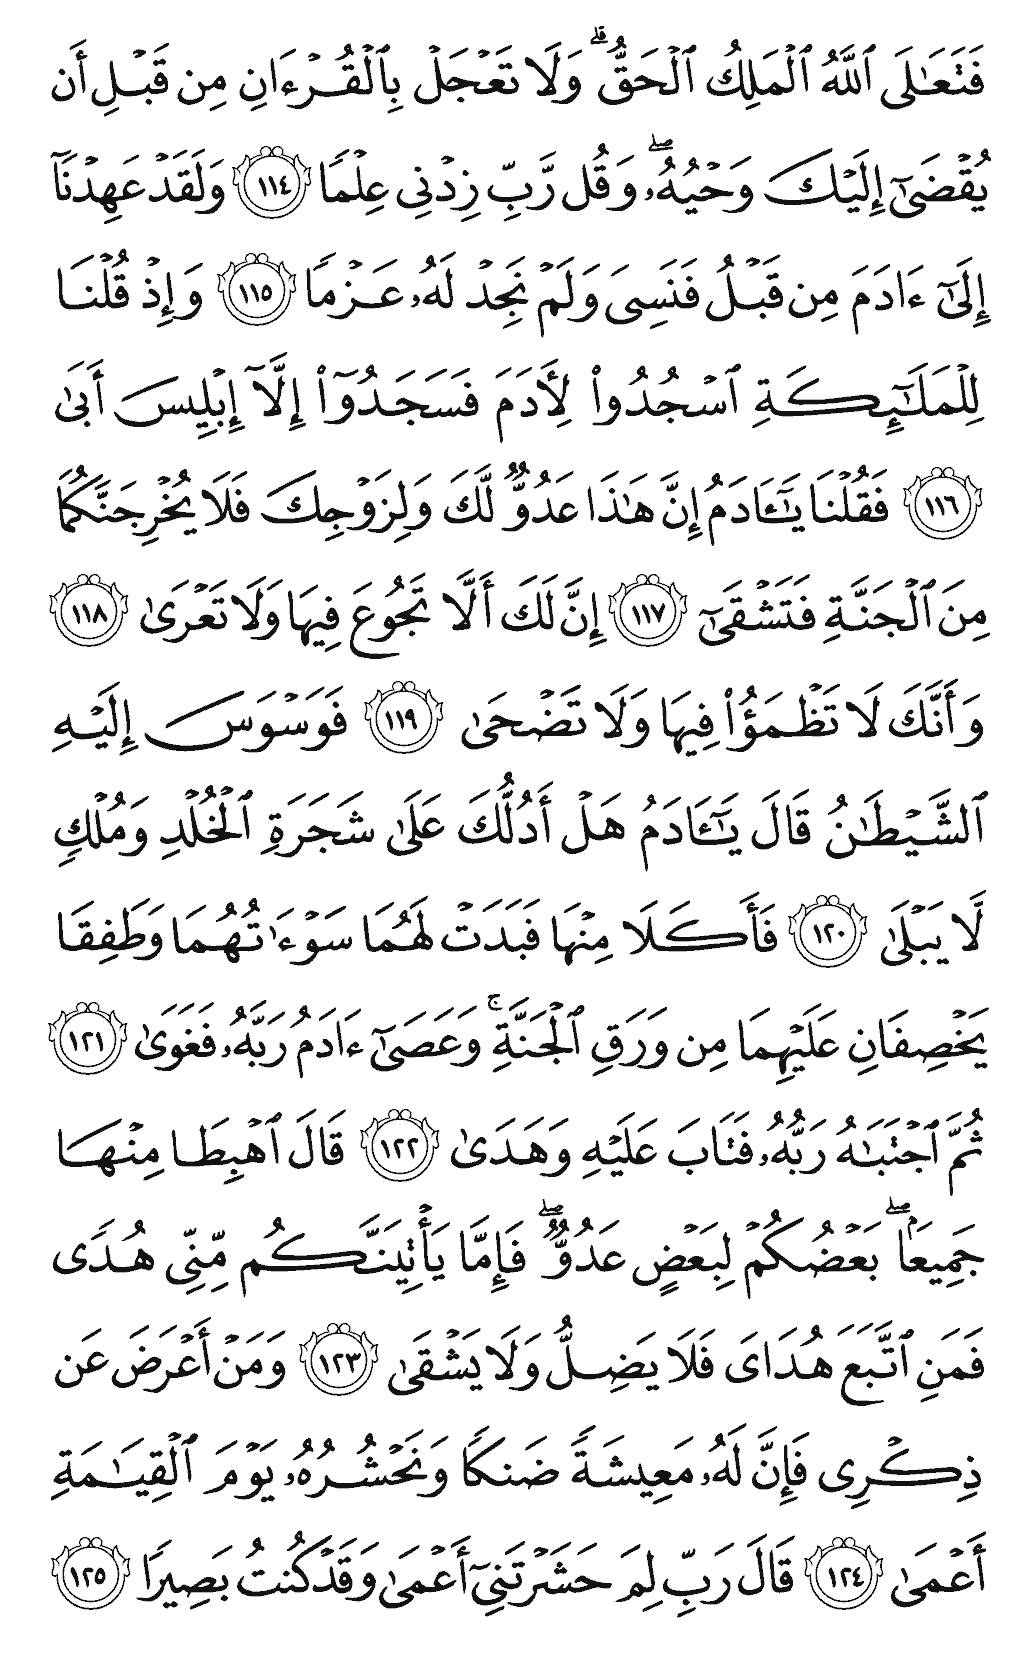 فَتَعَٰلَى ٱللَّهُ ٱلْمَلِكُ ٱلْحَقُّ ۗ وَلَا تَعْجَلْ بِٱلْقُرْءَانِ مِن قَبْلِ أَن
يُقْضَىٰٓ إِلَيْكَ وَحْيُهُۥ ۖ وَقُل رَّبِّ زِدْنِى عِلْمًا ١١٤ وَلَقَدْ عَهِدْنَآ
إِلَىٰٓ ءَادَمَ مِن قَبْلُ فَنَسِىَ وَلَمْ نَجِدْ لَهُۥ عَزْمًا ١١٥ وَإِذْ قُلْنَا
لِلْمَلَٰٓئِكَةِ ٱسْجُدُوا۟ لِـَٔادَمَ فَسَجَدُوٓا۟ إِلَّآ إِبْلِيسَ أَبَىٰ
١١٦ فَقُلْنَا يَٰٓـَٔادَمُ إِنَّ هَٰذَا عَدُوٌّ لَّكَ وَلِزَوْجِكَ فَلَا يُخْرِجَنَّكُمَا
مِنَ ٱلْجَنَّةِ فَتَشْقَىٰٓ ١١٧ إِنَّ لَكَ أَلَّا تَجُوعَ فِيهَا وَلَا تَعْرَىٰ ١١٨
وَأَنَّكَ لَا تَظْمَؤُا۟ فِيهَا وَلَا تَضْحَىٰ ١١٩ فَوَسْوَسَ إِلَيْهِ
ٱلشَّيْطَٰنُ قَالَ يَٰٓـَٔادَمُ هَلْ أَدُلُّكَ عَلَىٰ شَجَرَةِ ٱلْخُلْدِ وَمُلْكٍ
لَّا يَبْلَىٰ ١٢٠ فَأَكَلَا مِنْهَا فَبَدَتْ لَهُمَا سَوْءَٰتُهُمَا وَطَفِقَا
يَخْصِفَانِ عَلَيْهِمَا مِن وَرَقِ ٱلْجَنَّةِ ۚ وَعَصَىٰٓ ءَادَمُ رَبَّهُۥ فَغَوَىٰ ١٢١
ثُمَّ ٱجْتَبَٰهُ رَبُّهُۥ فَتَابَ عَلَيْهِ وَهَدَىٰ ١٢٢ قَالَ ٱهْبِطَا مِنْهَا
جَمِيعًۢا ۖ بَعْضُكُمْ لِبَعْضٍ عَدُوٌّ ۖ فَإِمَّا يَأْتِيَنَّكُم مِّنِّى هُدًى
فَمَنِ ٱتَّبَعَ هُدَاىَ فَلَا يَضِلُّ وَلَا يَشْقَىٰ ١٢٣ وَمَنْ أَعْرَضَ عَن
ذِكْرِى فَإِنَّ لَهُۥ مَعِيشَةً ضَنكًا وَنَحْشُرُهُۥ يَوْمَ ٱلْقِيَٰمَةِ
أَعْمَىٰ ١٢٤ قَالَ رَبِّ لِمَ حَشَرْتَنِىٓ أَعْمَىٰ وَقَدْ كُنتُ بَصِيرًا ١٢٥